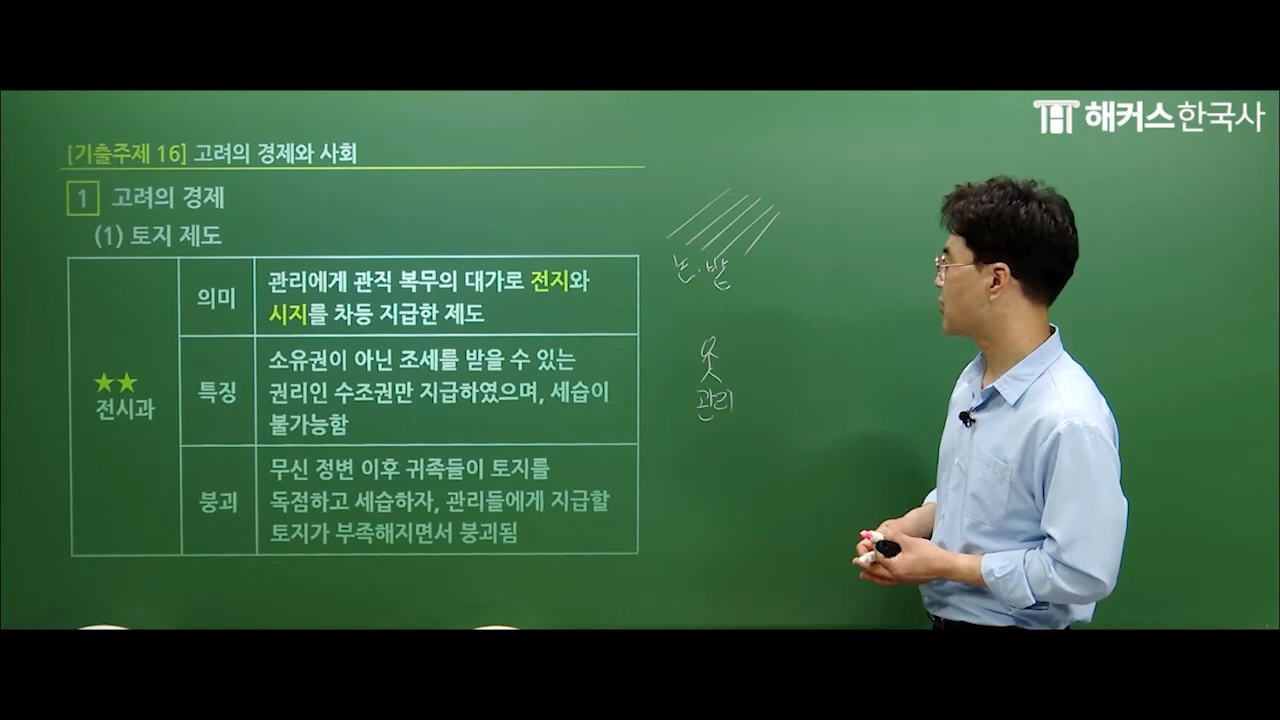 해커스한국사
[기출주제 16] 고려의 경제와 사회
1 고려의 경제
(1) 토지 제도
★★
전시과
의미
관리에게 관직 복무의 대가로 전지와
시지를 차등 지급한 제도
특징
소유권이 아닌 조세를 받을 수 있는
권리인 수조권만 지급하였으며, 세습이
불가능함
붕괴
무신 정변 이후 귀족들이 토지를
독점하고 세습하자, 관리들에게 지급할
토지가 부족해지면서 붕괴됨
논·밭
관리